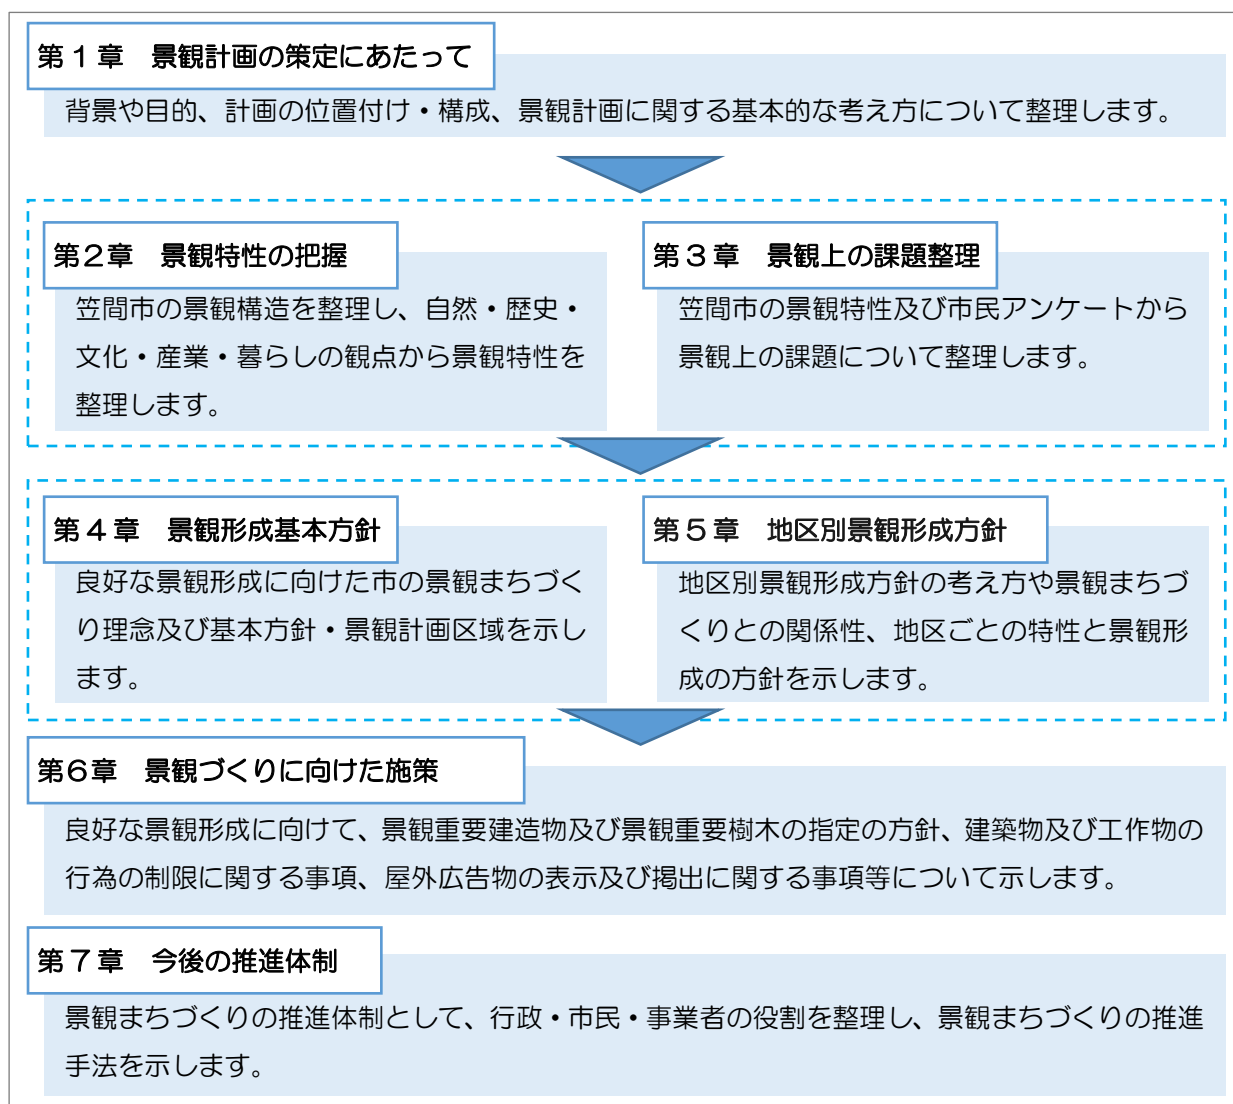 第１章　景観計画の策定にあたって
背景や目的、計画の位置付け・構成、景観計画に関する基本的な考え方について整理します。
第２章　景観特性の把握
笠間市の景観構造を整理し、自然・歴史・
文化・産業・暮らしの観点から景観特性を
整理します。
第３章　景観上の課題整理
笠間市の景観特性及び市民アンケートから
景観上の課題について整理します。
第４章　景観形成基本方針
良好な景観形成に向けた市の景観まちづく
り理念及び基本方針・景観計画区域を示し
ます。
第５章　地区別景観形成方針
地区別景観形成方針の考え方や景観まちづ
くりとの関係性、地区ごとの特性と景観形
成の方針を示します。
第６章　景観づくりに向けた施策
良好な景観形成に向けて、景観重要建造物及び景観重要樹木の指定の方針、建築物及び工作物の
行為の制限に関する事項、屋外広告物の表示及び掲出に関する事項等について示します。
第７章　今後の推進体制
景観まちづくりの推進体制として、行政・市民・事業者の役割を整理し、景観まちづくりの推進
手法を示します。